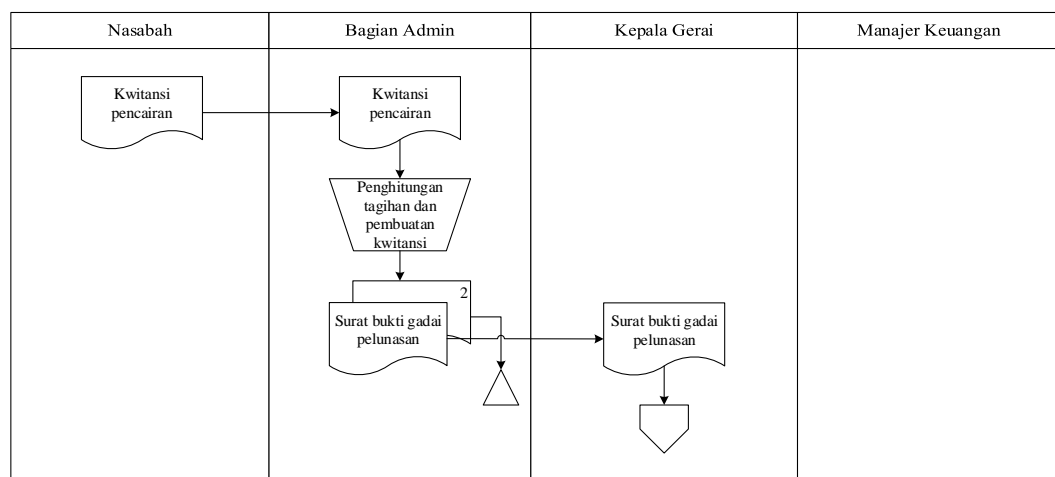 Nasabah
Bagian Admin
Kepala Gerai
Manajer Keuangan
Kwitansi
pencairan
Kwitansi
pencairan
Penghitungan
tagihan dan
pembuatan
kwitansi
2
Surat bukti gadai
pelunasan
Surat bukti gadai
pelunasan